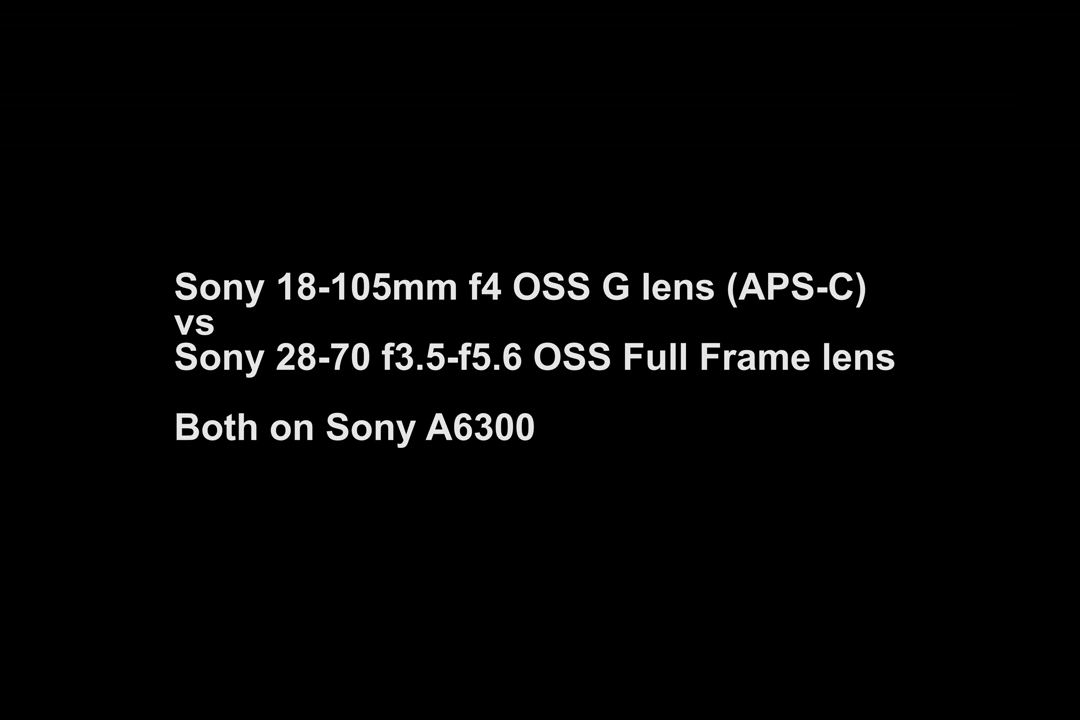 Sony 18-105mm f4 OSS G lens (APS-C)
vs
Sony 28-70 f3.5-f5.6 OSS Full Frame lens
Both on Sony A6300